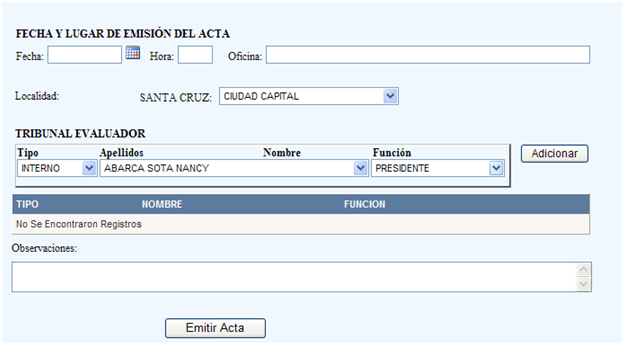 FECHA Y LUGAR DE EMISIÓN DEL ACTA
Fecha: Hora: Oficina:
Localidad: SANTA CRUZ: CIUDAD CAPITAL
TRIBUNAL EVALUADOR
Tipo Apellidos Nombre Función
INTERNO ABARCA SOTA NANCY PRESIDENTE Adicionar
TIPO NOMBRE FUNCION
No Se Encontraron Registros
Observaciones:
Emitir Acta